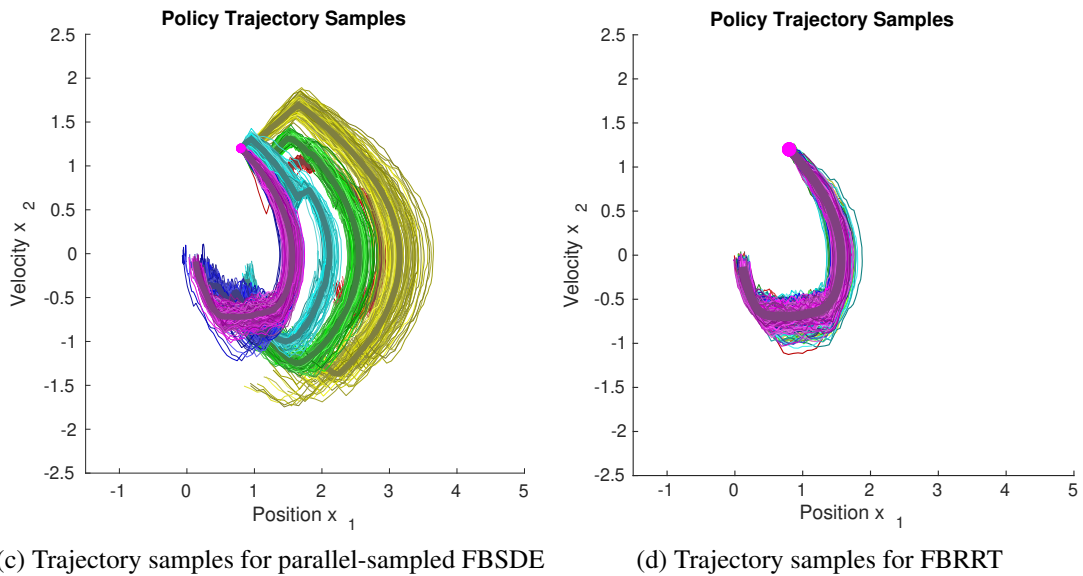 Policy Trajectory Samples
2.5
2
1.5
1
0.5
0
-0.5
-1
-1.5
-2
-2.5
Velocity x 2
-1 0 1 2 3 4 5
Position x 1
(c) Trajectory samples for parallel-sampled FBSDE
Policy Trajectory Samples
2.5
2
1.5
1
0.5
0
-0.5
-1
-1.5
-2
-2.5
Velocity x 2
-1 0 1 2 3 4 5
Position x 1
(d) Trajectory samples for FBRRT